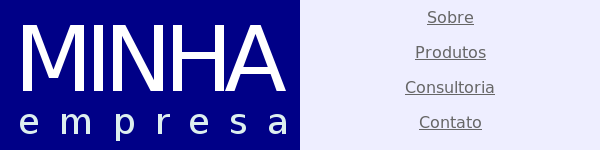 MINHA
empresa
Sobre
Produtos
Consultoria
Contato